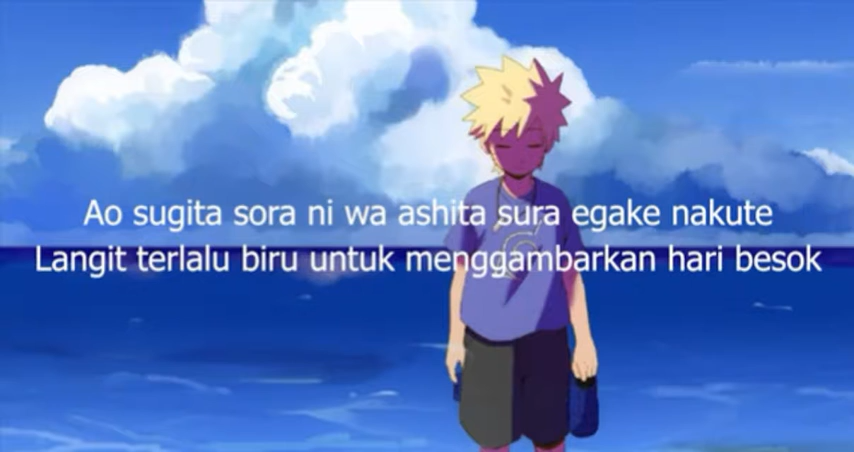 Ao sugita sora ni wa ashita sura egake nakute
Langit terlalu biru untuk menggambarkan hari besok